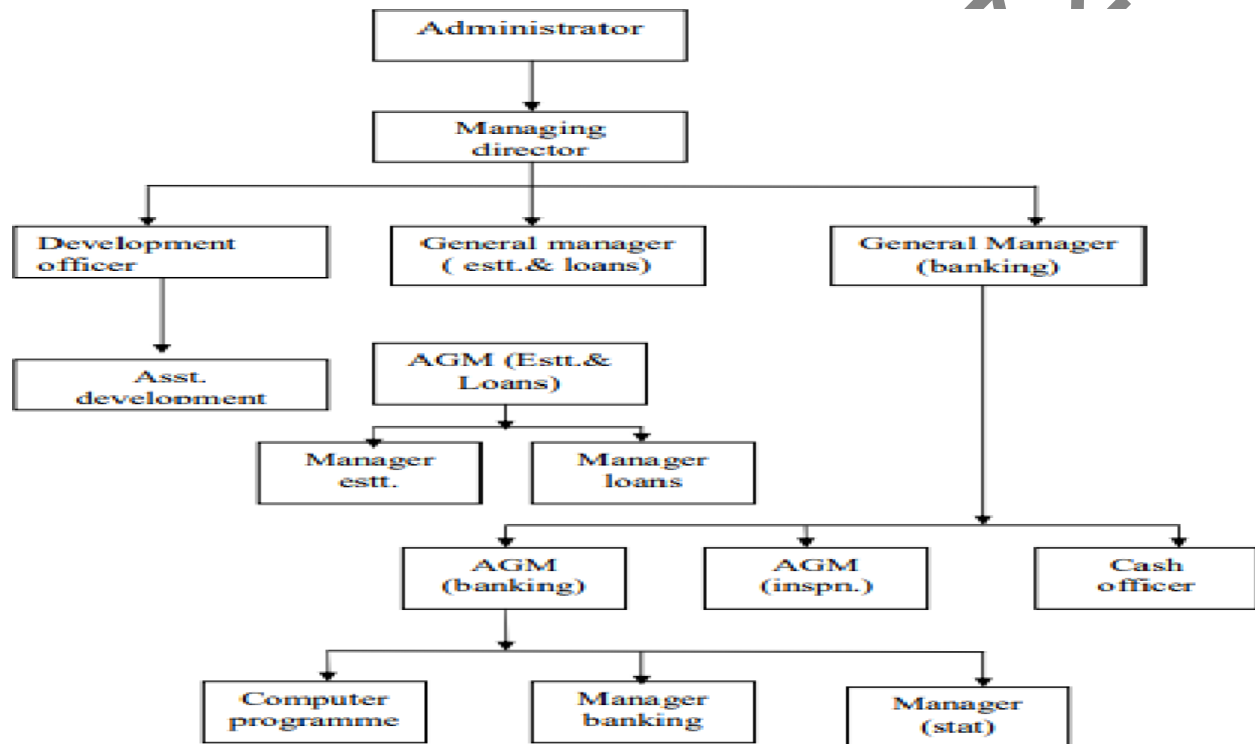 Administrator
Managing
director
Development
officer
General manager
( estt.& loans)
General Manager
(banking)
Asst.
development
AGM (Estt.&
Loans)
Manager
estt.
Manager
loans
AGM
(banking)
AGM
(inspn.)
Cash
officer
Computer
programme
Manager
banking
Manager
(stat)